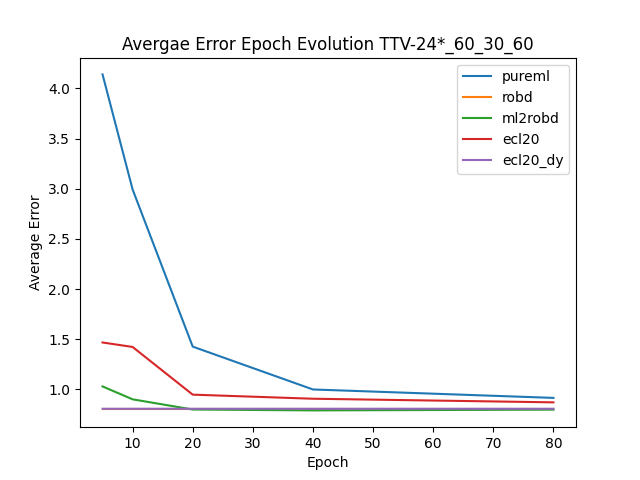 Avergae Error Epoch Evolution TTV-24*_60_30_60
pureml
robd
ml2robd
ecl20
ecl20_dy
Average Error
4.0
3.5
3.0
2.5
2.0
1.5
1.0
10 20 30 40 50 60 70 80
Epoch